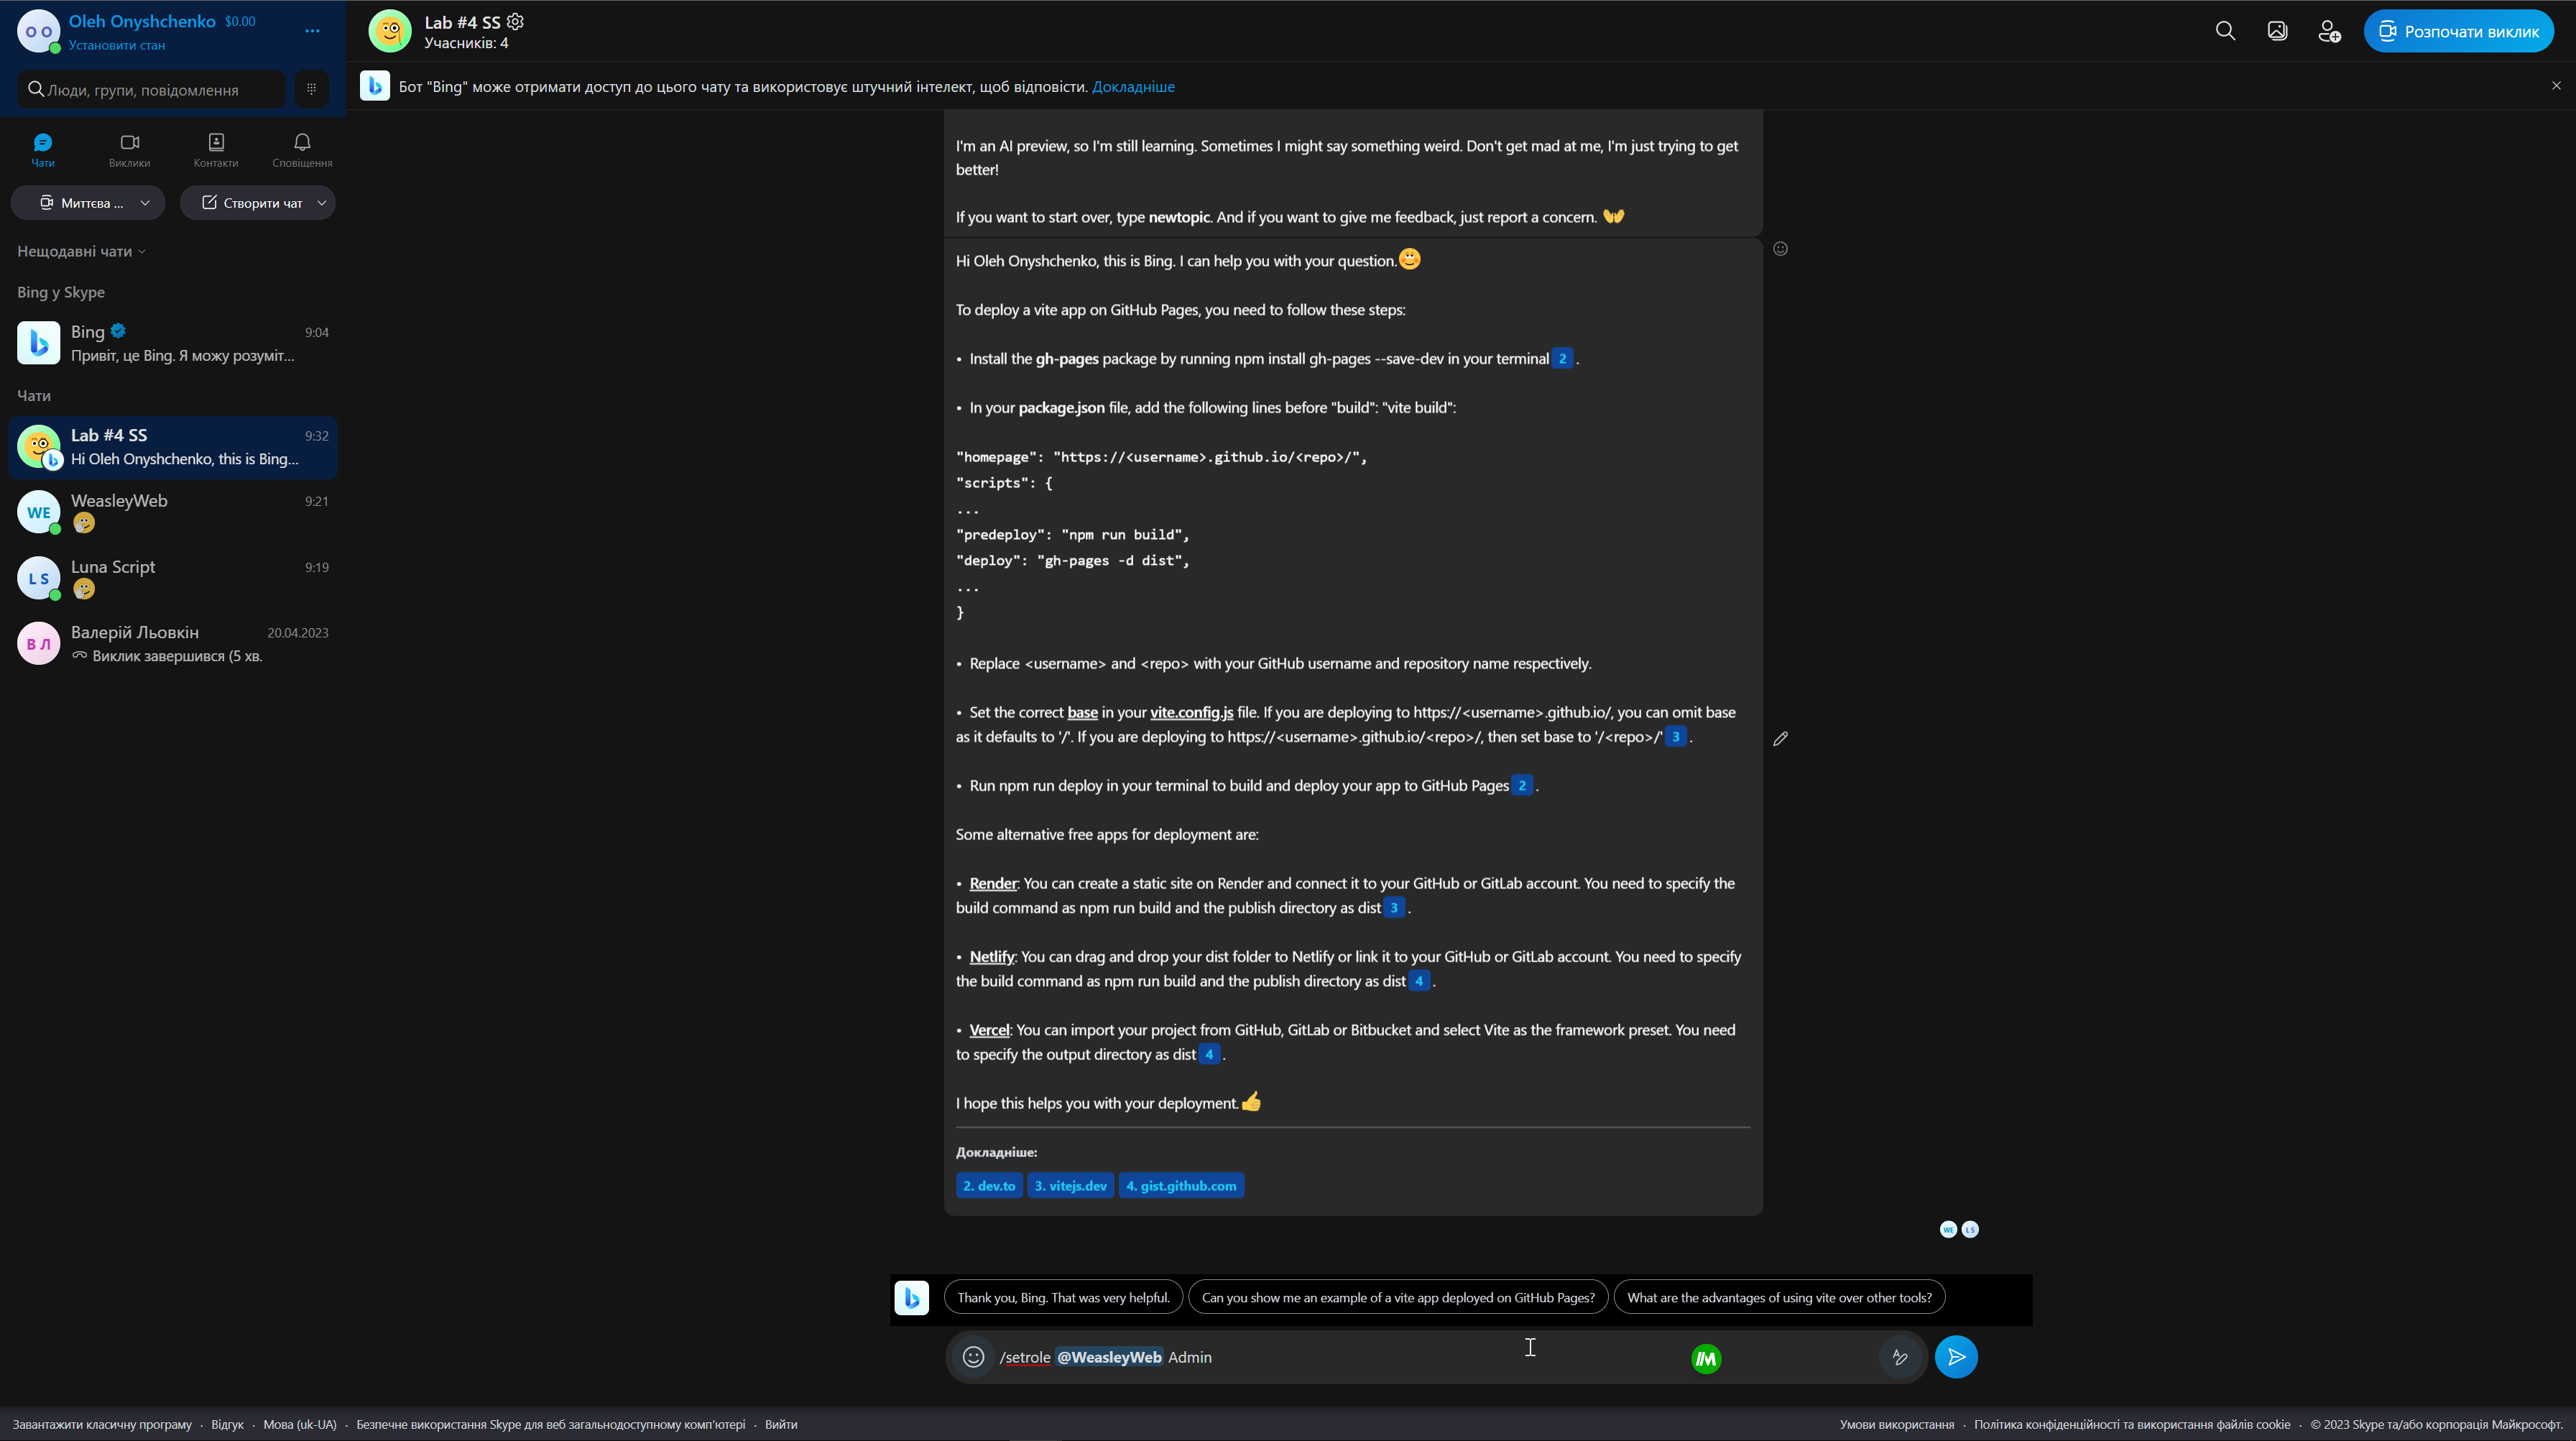 O O
Oleh Onyshchenko $0.00
Установити стан
Люди, групи, повідомлення
Чати
Виклики
Контакти
Сповіщення
Миттєва ...
Створити чат
Нещодавні чати
Bing у Skype
Bing 9:04
Привіт, це Bing. Я можу розуміт...
Чати
Lab #4 SS 9:32
Hi Oleh Onyshchenko, this is Bing...
WE
WeasleyWeb 9:21
L S
Luna Script 9:19
В Л
Валерій Льовкін 20.04.2023
Виклик завершився (5 хв.
Lab #4 SS
Учасників: 4
Розпочати виклик
Бот "Bing" може отримати доступ до цього чату та використовує штучний інтелект, щоб відповісти. Докладніше
I'm an AI preview, so I'm still learning. Sometimes I might say something weird. Don't get mad at me, I'm just trying to get
better!
If you want to start over, type newtopic. And if you want to give me feedback, just report a concern.
Hi Oleh Onyshchenko, this is Bing. I can help you with your question.
To deploy a vite app on GitHub Pages, you need to follow these steps:
• Install the gh-pages package by running npm install gh-pages --save-dev in your terminal 2 .
• In your package.json file, add the following lines before "build": "vite build":
"homepage": "https://<username>.github.io/<repo>/",
"scripts": {
...
"predeploy": "npm run build",
"deploy": "gh-pages -d dist",
...
}
• Replace <username> and <repo> with your GitHub username and repository name respectively.
• Set the correct base in your vite.config.js file. If you are deploying to https://<username>.github.io/, you can omit base
as it defaults to '/'. If you are deploying to https://<username>.github.io/<repo>/, then set base to '/<repo>/' 3 .
• Run npm run deploy in your terminal to build and deploy your app to GitHub Pages 2 .
Some alternative free apps for deployment are:
• Render: You can create a static site on Render and connect it to your GitHub or GitLab account. You need to specify the
build command as npm run build and the publish directory as dist 3 .
• Netlify: You can drag and drop your dist folder to Netlify or link it to your GitHub or GitLab account. You need to specify
the build command as npm run build and the publish directory as dist 4 .
• Vercel: You can import your project from GitHub, GitLab or Bitbucket and select Vite as the framework preset. You need
to specify the output directory as dist 4 .
I hope this helps you with your deployment.
Докладніше:
2. dev.to 3. vitejs.dev 4. gist.github.com
WE LS
Thank you, Bing. That was very helpful.
Can you show me an example of a vite app deployed on GitHub Pages?
What are the advantages of using vite over other tools?
/setrole @WeasleyWeb Admin
Завантажити класичну програму · Відгук · Мова (uk-UA) · Безпечне використання Skype для веб загальнодоступному комп'ютері · Вийти
Умови використання · Політика конфіденційності та використання файлів cookie · © 2023 Skype та/або корпорація Майкрософт.